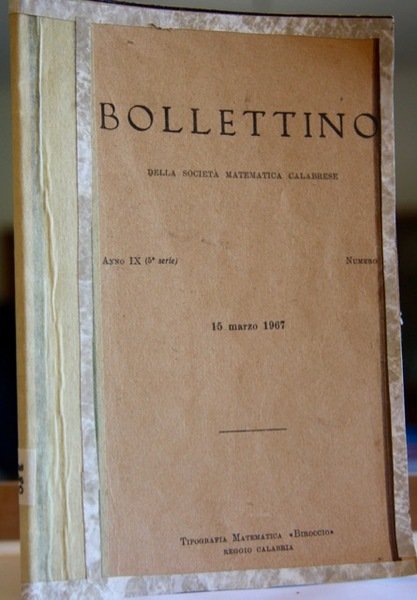 BOLLETTINO
DELLA SOCIETÀ MATEMATICA CALABRESE
ANNO IX (5ª serie)
NUMERO
15 marzo 1967
TIPOGRAFIA MATEMATICA «BIROCCIO»
REGGIO CALABRIA